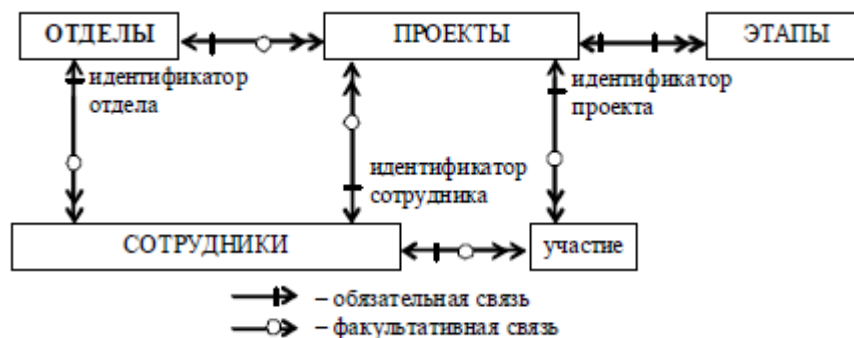 ОТДЕЛЫ
ПРОЕКТЫ
ЭТАПЫ
идентификатор
отдела
идентификатор
проекта
идентификатор
сотрудника
СОТРУДНИКИ
участие
– обязательная связь
– факультативная связь